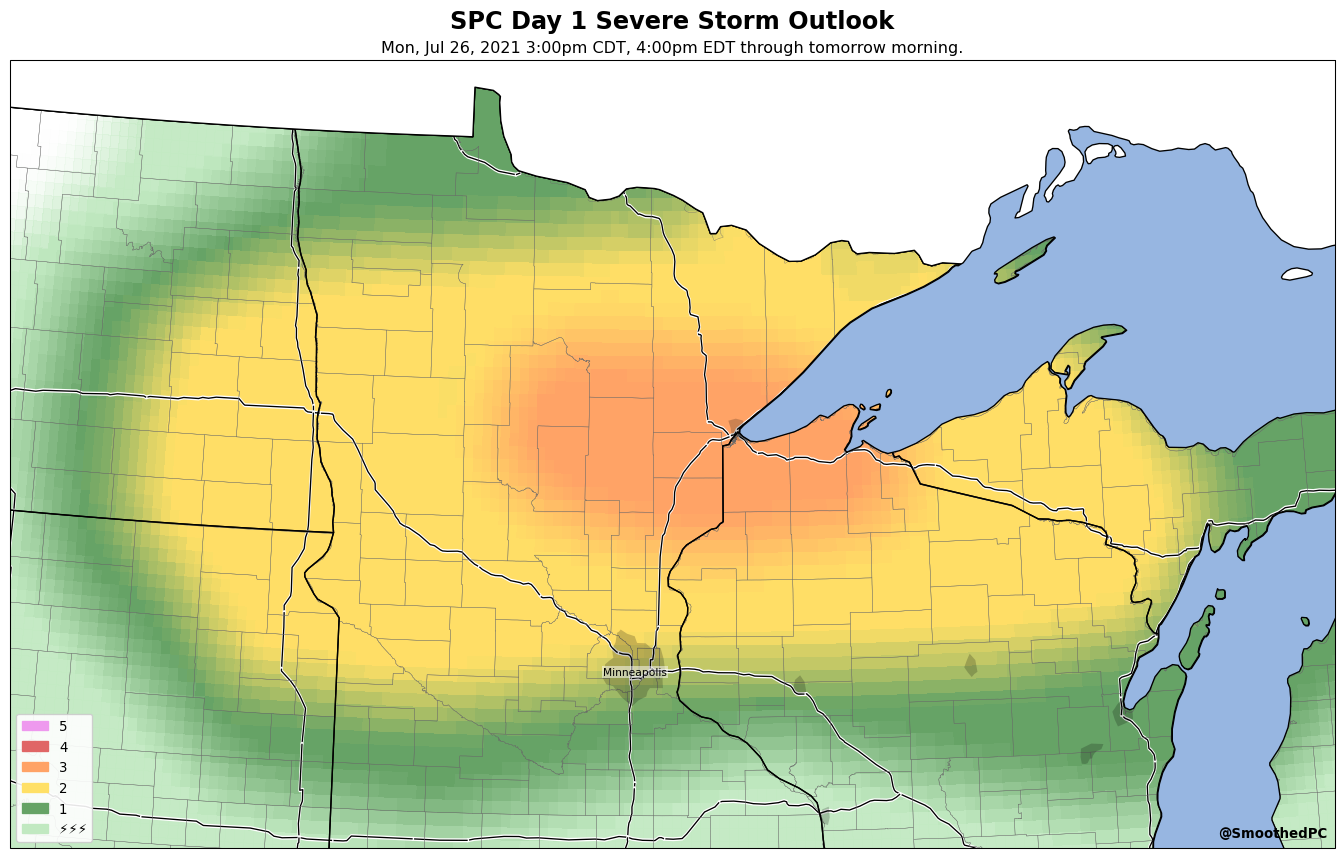 SPC Day 1 Severe Storm Outlook
Mon, Jul 26, 2021 3:00pm CDT, 4:00pm EDT through tomorrow morning.
Minneapolis
5
4
3
2
1
⚡⚡⚡
@SmoothedPC